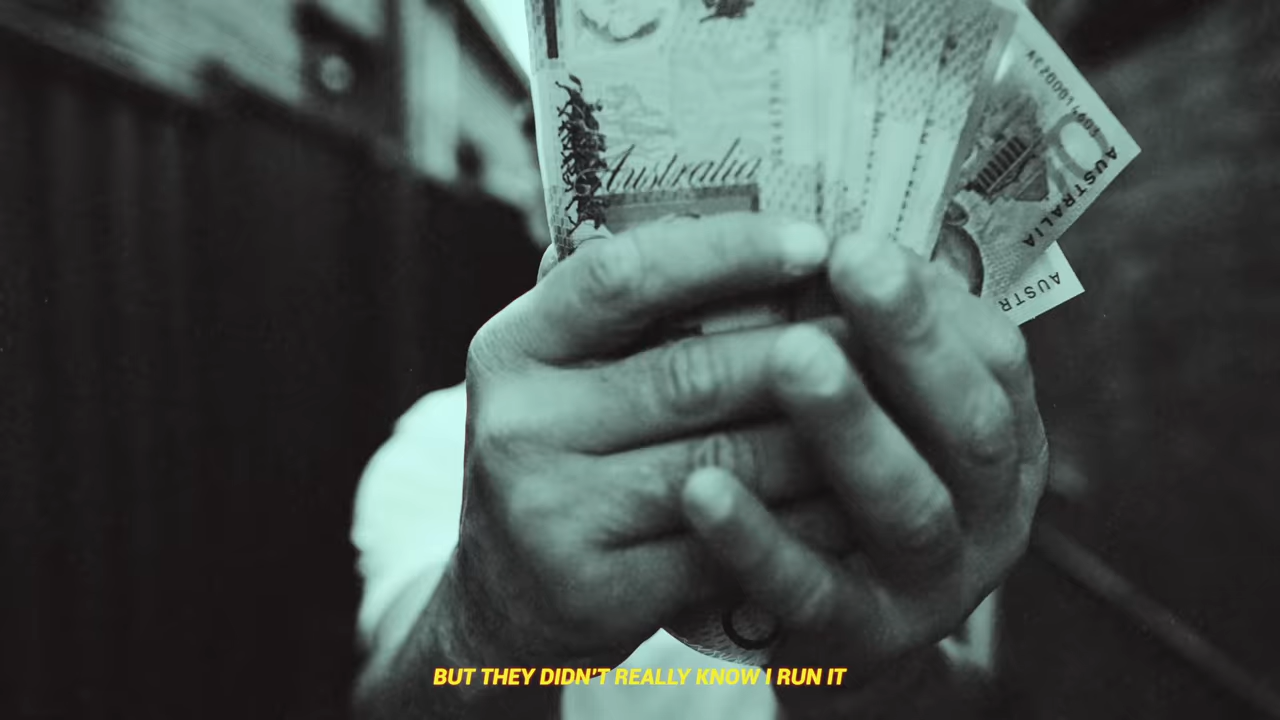 Australia
AUSTRALIA
AUSTR
BUT THEY DIDN'T REALLY KNOW I RUN IT